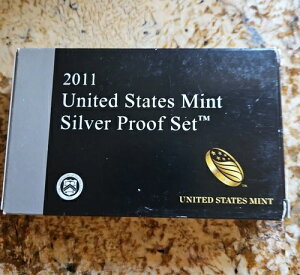 2011
United States Mint
Silver Proof Set™
UNITED STATES MINT